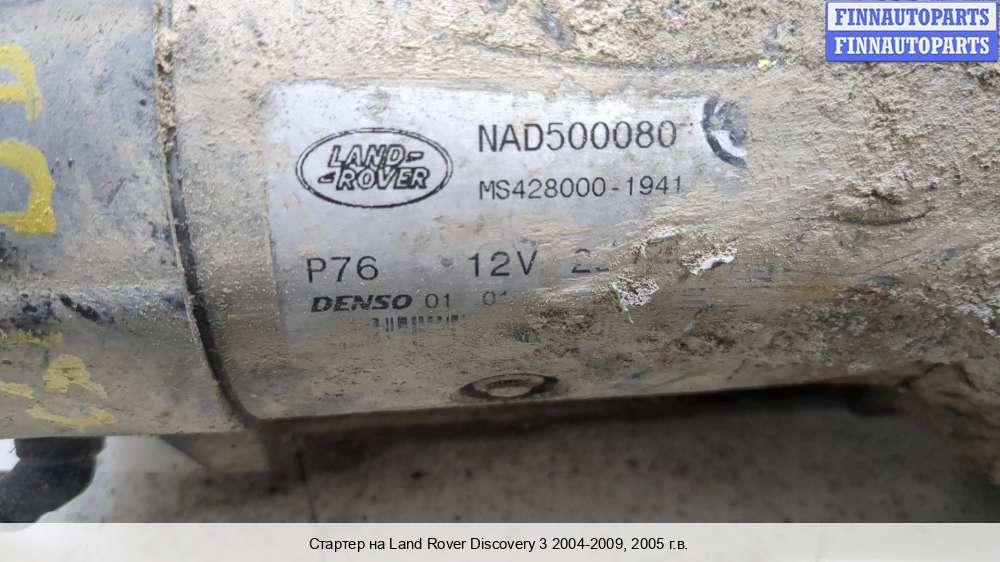 FINNAUTOPARTS
FINNAUTOPARTS
LAND-
-ROVER
NAD500080
MS428000-1941
P76 12V
DENSO 01
Стартер на Land Rover Discovery 3 2004-2009, 2005 г.в.